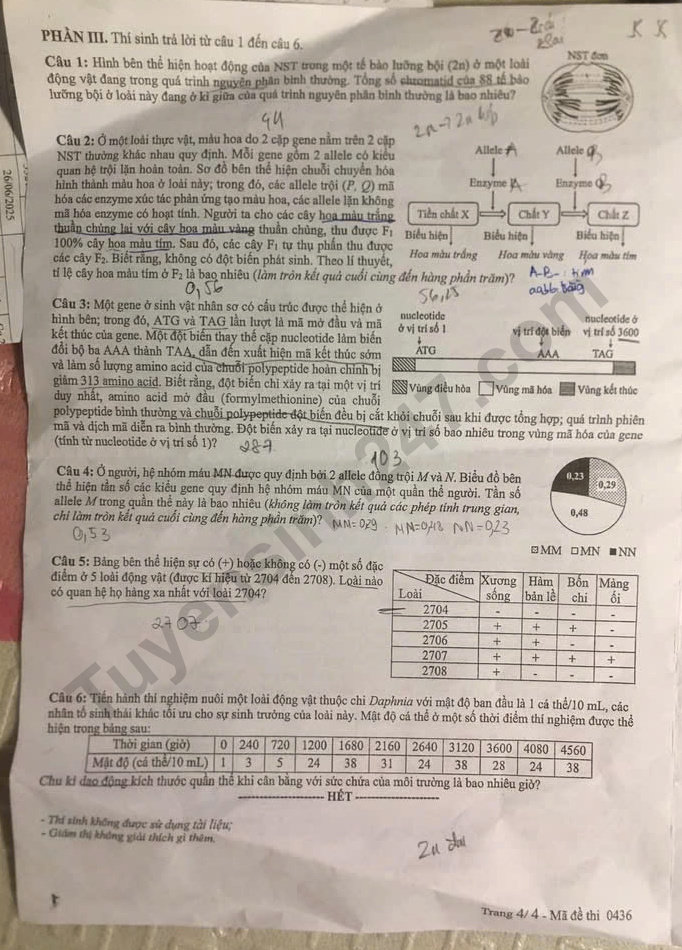 PHẦN III. Thí sinh trả lời từ câu 1 đến câu 6.
Câu 1: Hình bên thể hiện hoạt động của NST trong một tế bào lưỡng bội (2n) ở một loài
động vật đang trong quá trình nguyên phân bình thường. Tổng số chromatid của 88 tế bào
lưỡng bội ở loài này đang ở kì giữa của quá trình nguyên phân bình thường là bao nhiêu?
NST đơn
Câu 2: Ở một loài thực vật, màu hoa do 2 cặp gene nằm trên 2 cặp
NST thường khác nhau quy định. Mỗi gene gồm 2 allele có kiểu
quan hệ trội lặn hoàn toàn. Sơ đồ bên thể hiện chuỗi chuyển hóa
hình thành màu hoa ở loài này; trong đó, các allele trội (P, Q) mã
hóa các enzyme xúc tác phản ứng tạo màu hoa, các allele lặn không
mã hóa enzyme có hoạt tính. Người ta cho các cây hoa màu trắng
thuần chủng lai với cây hoa màu vàng thuần chủng, thu được F1
100% cây hoa màu tím. Sau đó, các cây F1 tự thụ phấn thu được
các cây F2. Biết rằng, không có đột biến phát sinh. Theo lí thuyết,
tỉ lệ cây hoa màu tím ở F2 là bao nhiêu (làm tròn kết quả cuối cùng đến hàng phần trăm)?
0,56
Allele A Allele B
Enzyme A Enzyme B
Tiền chất X Chất Y Chất Z
Biểu hiện Biểu hiện Biểu hiện
Hoa màu trắng Hoa màu vàng Hoa màu tím
A-B-: tím
Câu 3: Một gene ở sinh vật nhân sơ có cấu trúc được thể hiện ở
hình bên; trong đó, ATG và TAG lần lượt là mã mở đầu và mã
kết thúc của gene. Một đột biến thay thế cặp nucleotide làm biến
đổi bộ ba AAA thành TAA, dẫn đến xuất hiện mã kết thúc sớm
và làm số lượng amino acid của chuỗi polypeptide hoàn chỉnh bị
giảm 313 amino acid. Biết rằng, đột biến chỉ xảy ra tại một vị trí
duy nhất, amino acid mở đầu (formylmethionine) của chuỗi
polypeptide bình thường và chuỗi polypeptide đột biến đều bị cắt khỏi chuỗi sau khi được tổng hợp; quá trình phiên
mã và dịch mã diễn ra bình thường. Đột biến xảy ra tại nucleotide ở vị trí số bao nhiêu trong vùng mã hóa của gene
(tính từ nucleotide ở vị trí số 1)?
287
103
nucleotide
ở vị trí số 1
vị trí đột biến
nucleotide ở
vị trí số 3600
ATG AAA TAG
Vùng điều hòa Vùng mã hóa Vùng kết thúc
Câu 4: Ở người, hệ nhóm máu MN được quy định bởi 2 allele đồng trội M và N. Biểu đồ bên
thể hiện tần số các kiểu gene quy định hệ nhóm máu MN của một quần thể người. Tần số
allele M trong quần thể này là bao nhiêu (không làm tròn kết quả các phép tính trung gian,
chỉ làm tròn kết quả cuối cùng đến hàng phần trăm)?
0,53
0,23 0,29
0,48
MM MN NN
Câu 5: Bảng bên thể hiện sự có (+) hoặc không có (-) một số đặc
điểm ở 5 loài động vật (được kí hiệu từ 2704 đến 2708). Loài nào
có quan hệ họ hàng xa nhất với loài 2704?
2707
Đặc điểm Loài Xương sống Hàm bản lề Bốn chi Màng ối
2704 - - - -
2705 + + + -
2706 + + - -
2707 + + + +
2708 + - - -
Câu 6: Tiến hành thí nghiệm nuôi một loài động vật thuộc chi Daphnia với mật độ ban đầu là 1 cá thể/10 mL, các
nhân tố sinh thái khác tối ưu cho sự sinh trưởng của loài này. Mật độ cá thể ở một số thời điểm thí nghiệm được thể
hiện trong bảng sau:
Thời gian (giờ) 0 240 720 1200 1680 2160 2640 3120 3600 4080 4560
Mật độ (cá thể/10 mL) 1 3 5 24 38 31 24 38 28 24 38
Chu kì dao động kích thước quần thể khi cân bằng với sức chứa của môi trường là bao nhiêu giờ?
HẾT
- Thí sinh không được sử dụng tài liệu;
- Giám thị không giải thích gì thêm.
Trang 4/4 - Mã đề thi 0436
26/06/2025
Tuyensinh247.com